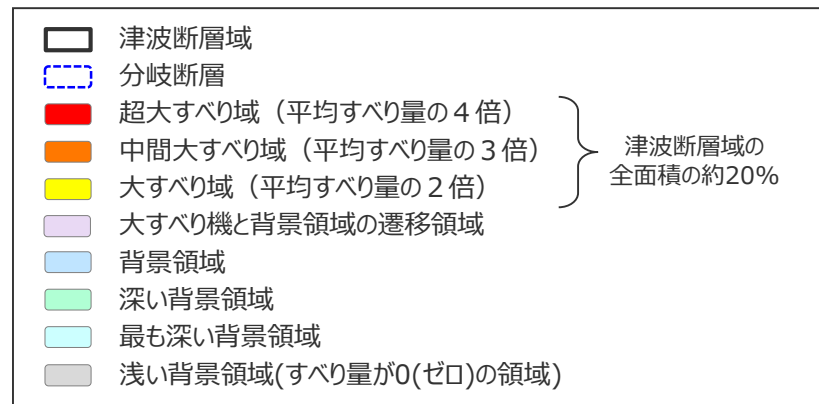 津波断層域
分岐断層
超大すべり域（平均すべり量の４倍）
中間大すべり域（平均すべり量の３倍）
大すべり域（平均すべり量の２倍）
津波断層域の
全面積の約20%
大すべり機と背景領域の遷移領域
背景領域
深い背景領域
最も深い背景領域
浅い背景領域(すべり量が0(ゼロ)の領域)